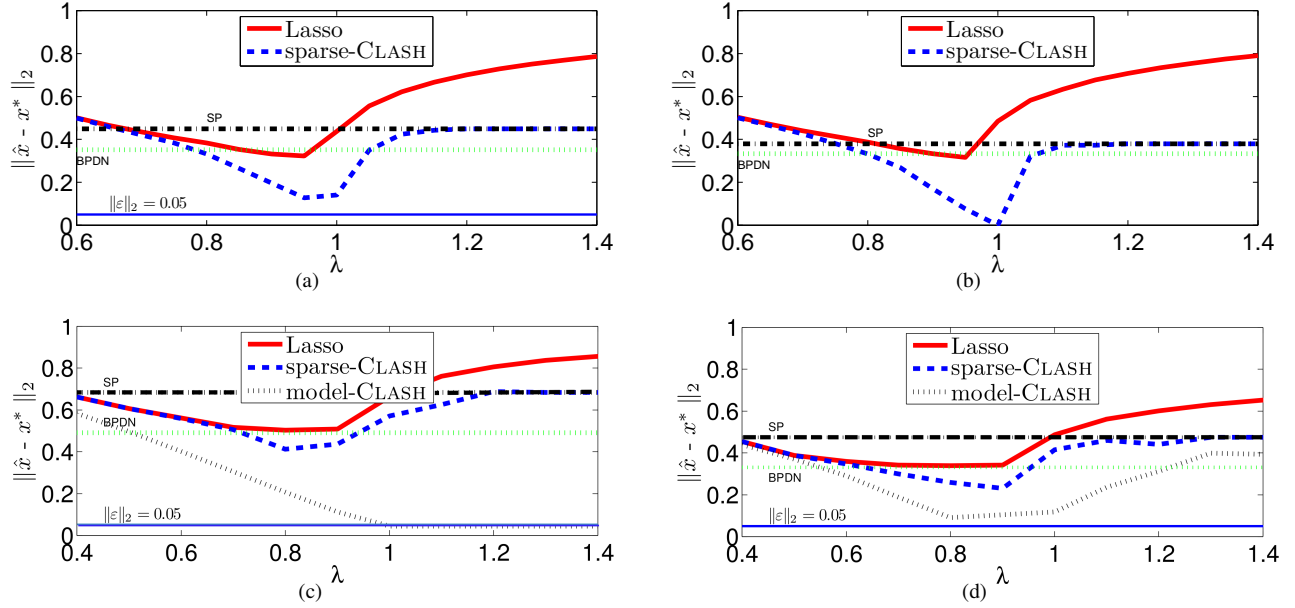 1
0.8
0.6
0.4
0.2
0
‖x̂ - x* ‖₂
Lasso
sparse-CLASH
SP
BPDN
‖ε‖₂ = 0.05
0.6
0.8
1
1.2
1.4
λ
(a)
1
0.8
0.6
0.4
0.2
0
‖x̂ - x* ‖₂
Lasso
sparse-CLASH
SP
BPDN
0.6
0.8
1
1.2
1.4
λ
(b)
1
0.8
0.6
0.4
0.2
0
‖x̂ - x* ‖₂
Lasso
sparse-CLASH
model-CLASH
SP
BPDN
‖ε‖₂ = 0.05
0.4
0.6
0.8
1
1.2
1.4
λ
(c)
1
0.8
0.6
0.4
0.2
0
‖x̂ - x* ‖₂
Lasso
sparse-CLASH
model-CLASH
SP
BPDN
‖ε‖₂ = 0.05
0.4
0.6
0.8
1
1.2
1.4
λ
(d)